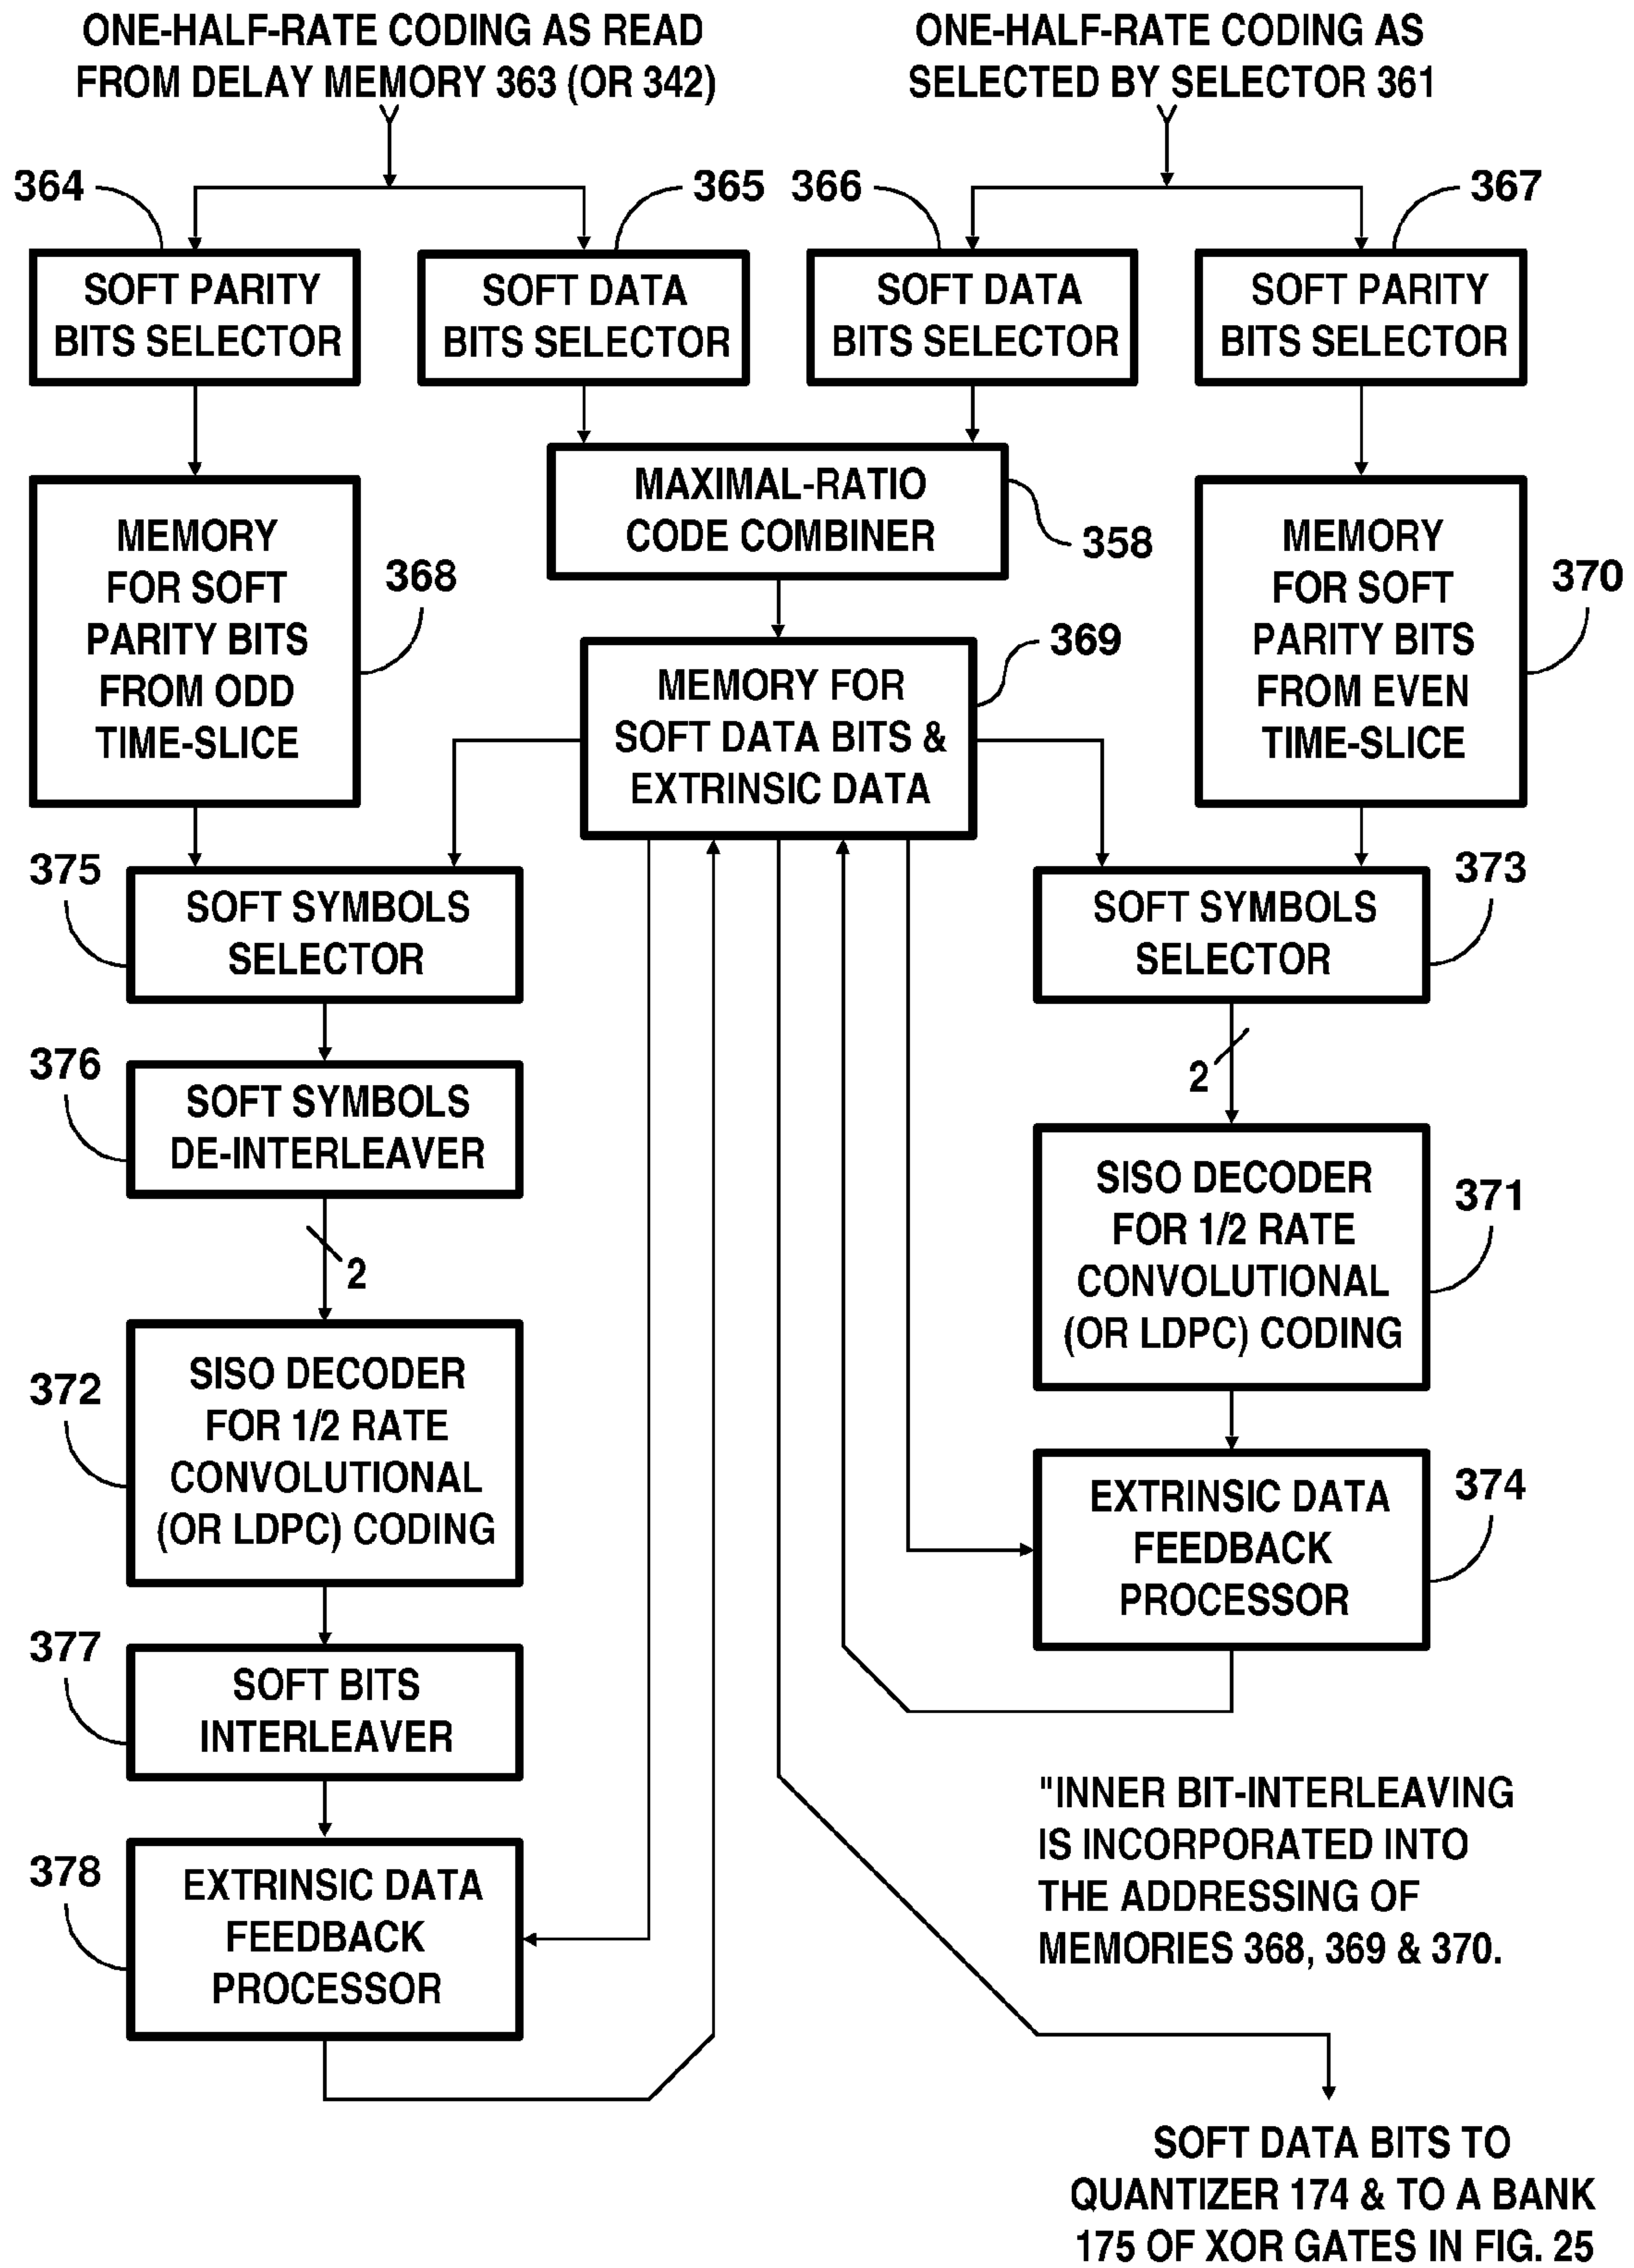 ONE-HALF-RATE CODING AS READ
FROM DELAY MEMORY 363 (OR 342)
ONE-HALF-RATE CODING AS
SELECTED BY SELECTOR 361
364
365
366
367
SOFT PARITY
BITS SELECTOR
SOFT DATA
BITS SELECTOR
SOFT DATA
BITS SELECTOR
SOFT PARITY
BITS SELECTOR
MEMORY
FOR SOFT
PARITY BITS
FROM ODD
TIME-SLICE
368
MAXIMAL-RATIO
CODE COMBINER
358
MEMORY
FOR SOFT
PARITY BITS
FROM EVEN
TIME-SLICE
370
MEMORY FOR
SOFT DATA BITS &
EXTRINSIC DATA
369
375
SOFT SYMBOLS
SELECTOR
SOFT SYMBOLS
SELECTOR
373
376
SOFT SYMBOLS
DE-INTERLEAVER
2
2
SISO DECODER
FOR 1/2 RATE
CONVOLUTIONAL
(OR LDPC) CODING
371
372
SISO DECODER
FOR 1/2 RATE
CONVOLUTIONAL
(OR LDPC) CODING
EXTRINSIC DATA
FEEDBACK
PROCESSOR
374
377
SOFT BITS
INTERLEAVER
378
EXTRINSIC DATA
FEEDBACK
PROCESSOR
"INNER BIT-INTERLEAVING
IS INCORPORATED INTO
THE ADDRESSING OF
MEMORIES 368, 369 & 370.
SOFT DATA BITS TO
QUANTIZER 174 & TO A BANK
175 OF XOR GATES IN FIG. 25